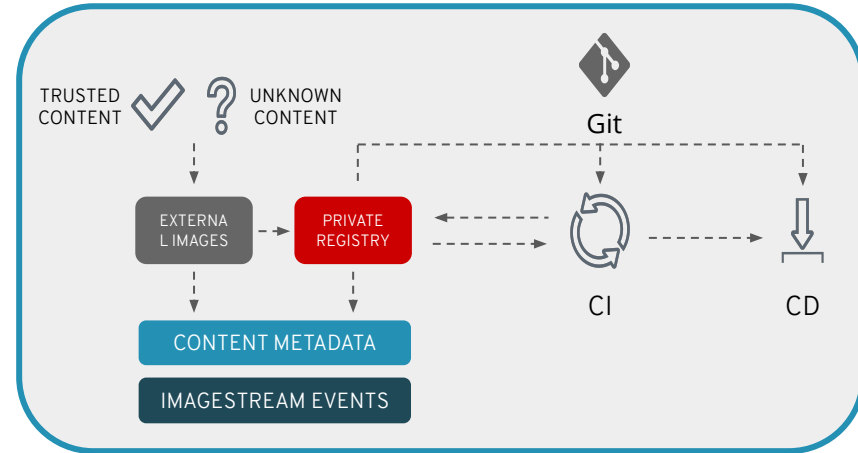 TRUSTED
CONTENT
UNKNOWN
CONTENT
Git
EXTERNA
L IMAGES
PRIVATE
REGISTRY
CI
CD
CONTENT METADATA
IMAGESTREAM EVENTS